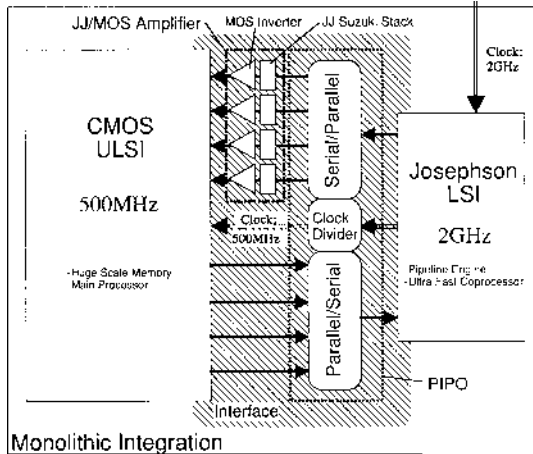 JJ/MOS Amplifier
MOS Inverter
JJ Suzuk. Stack
Clock:
2GHz
CMOS
ULSI
500MHz
-Huge Scale Memory
Main Processor
Serial/Parallel
Clock
Divider
Clock:
500MHz
Parallel/Serial
Josephson
LSI
2GHz
Pipeline Engine
-Ultra Fast Coprocessor
PIPO
Interface
Monolithic Integration